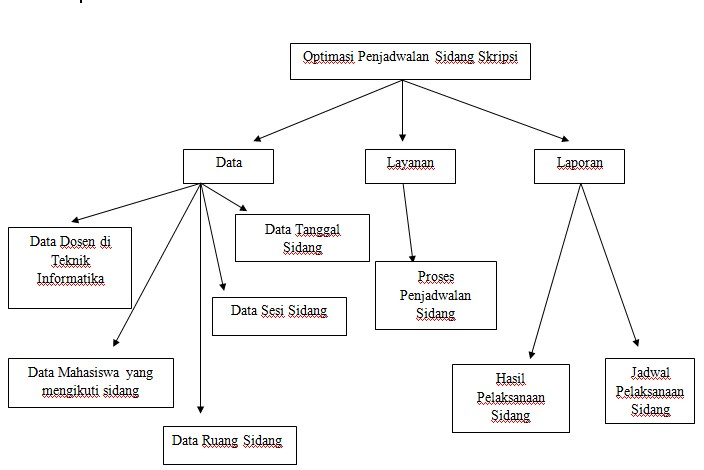 Optimasi Penjadwalan Sidang Skripsi
Data
Layanan
Laporan
Data Dosen di
Teknik
Informatika
Data Tanggal
Sidang
Data Sesi Sidang
Proses
Penjadwalan
Sidang
Data Mahasiswa yang
mengikuti sidang
Hasil
Pelaksanaan
Sidang
Jadwal
Pelaksanaan
Sidang
Data Ruang Sidang